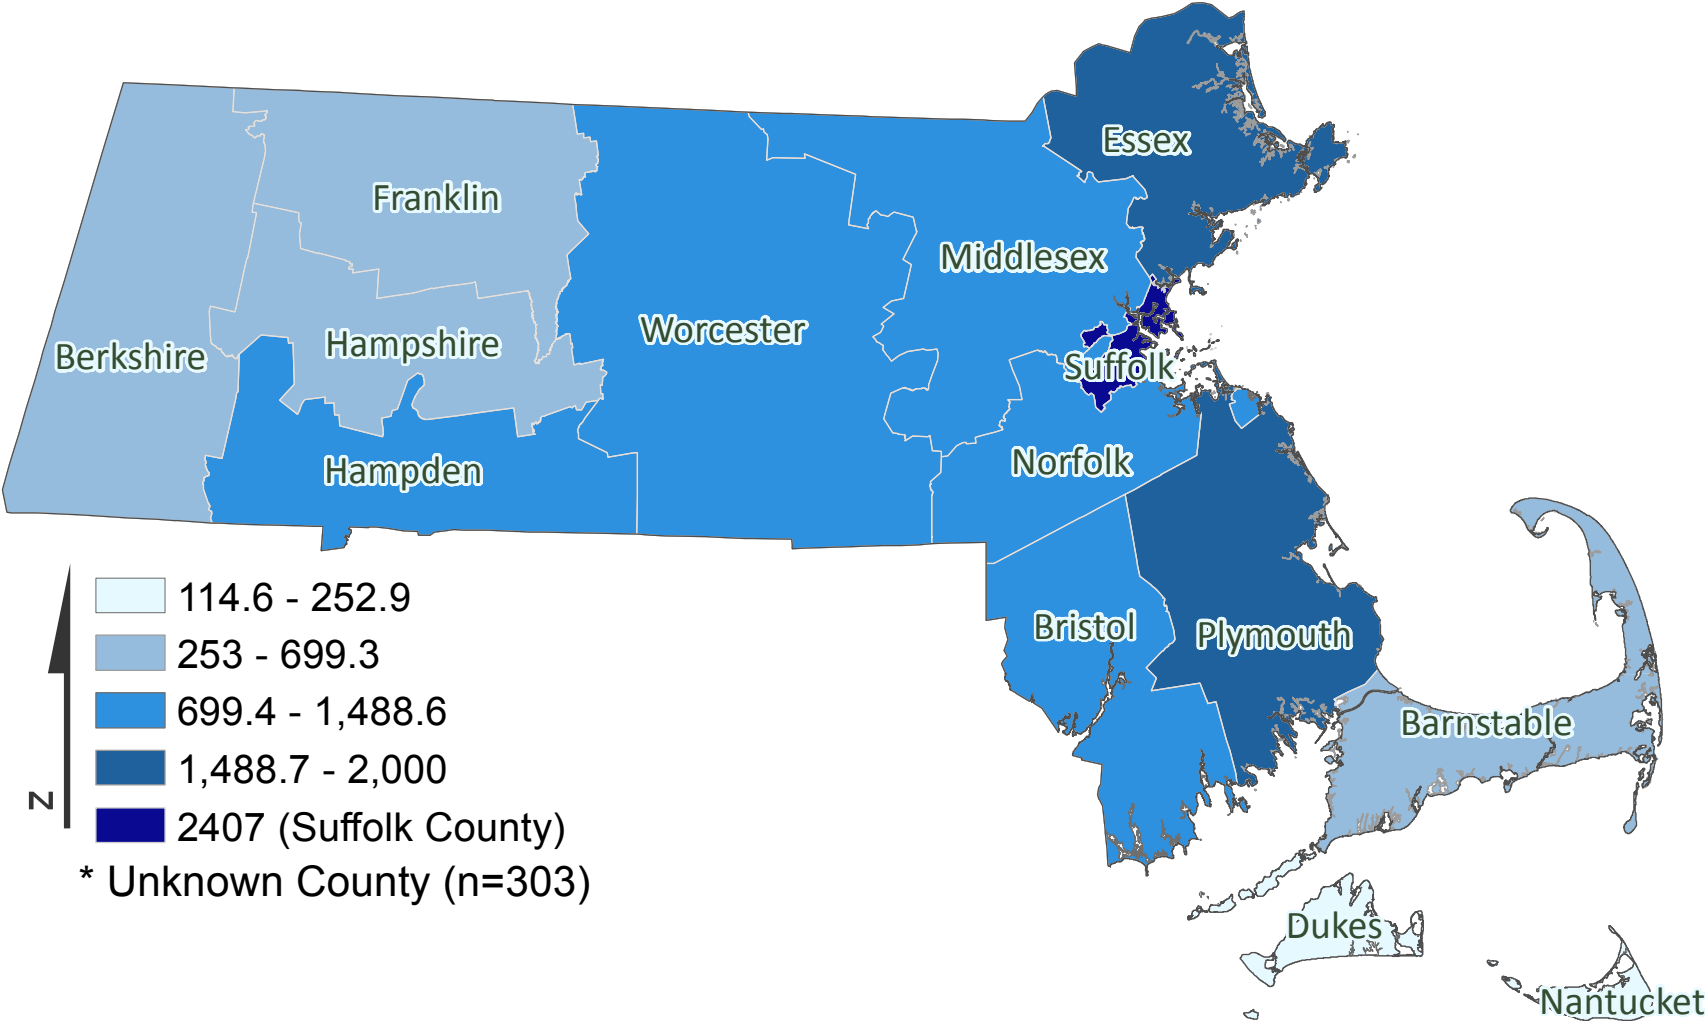 Essex
Franklin
Middlesex
Worcester
Hampshire
Berkshire
Suffolk
Norfolk
Hampden
114.6 - 252.9
Bristol
Plymouth
253 - 699.3
699.4 - 1,488.6
Barnstable
1,488.7 - 2,000
N
2407 (Suffolk County)
* Unknown County (n=303)
Dukes
Nantucket